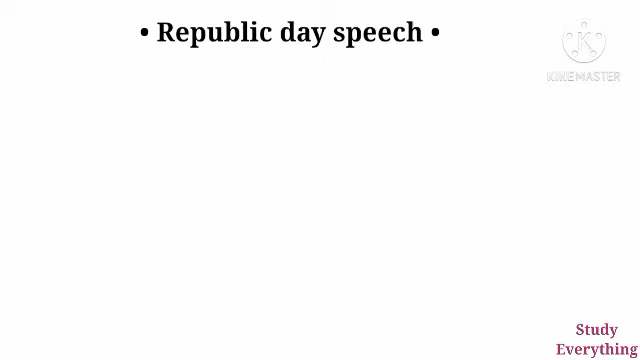 • Republic day speech •
KINEMASTER
Study
Everything